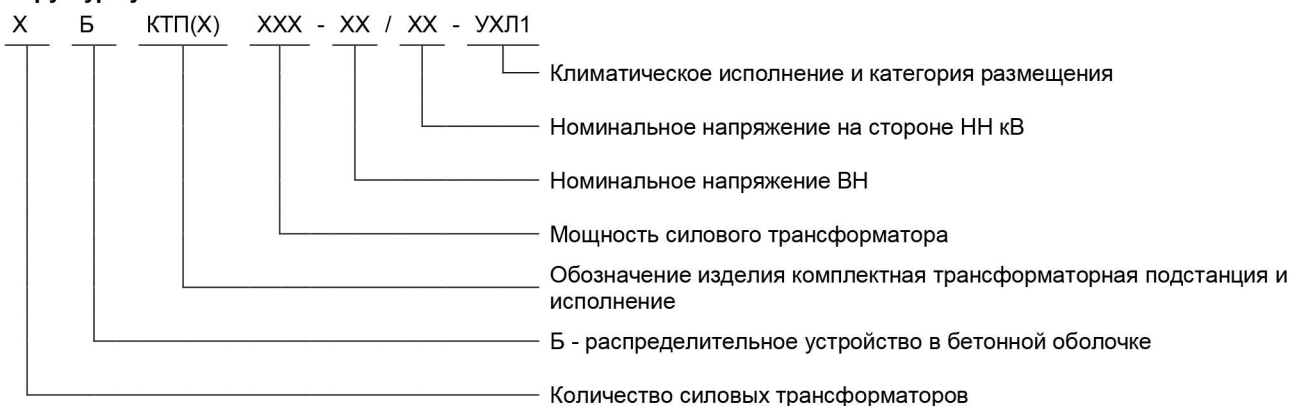 Х Б КТП(Х) ХХХ - ХХ / ХХ - УХЛ1
Климатическое исполнение и категория размещения
Номинальное напряжение на стороне НН кВ
Номинальное напряжение ВН
Мощность силового трансформатора
Обозначение изделия комплектная трансформаторная подстанция и
исполнение
Б - распределительное устройство в бетонной оболочке
Количество силовых трансформаторов